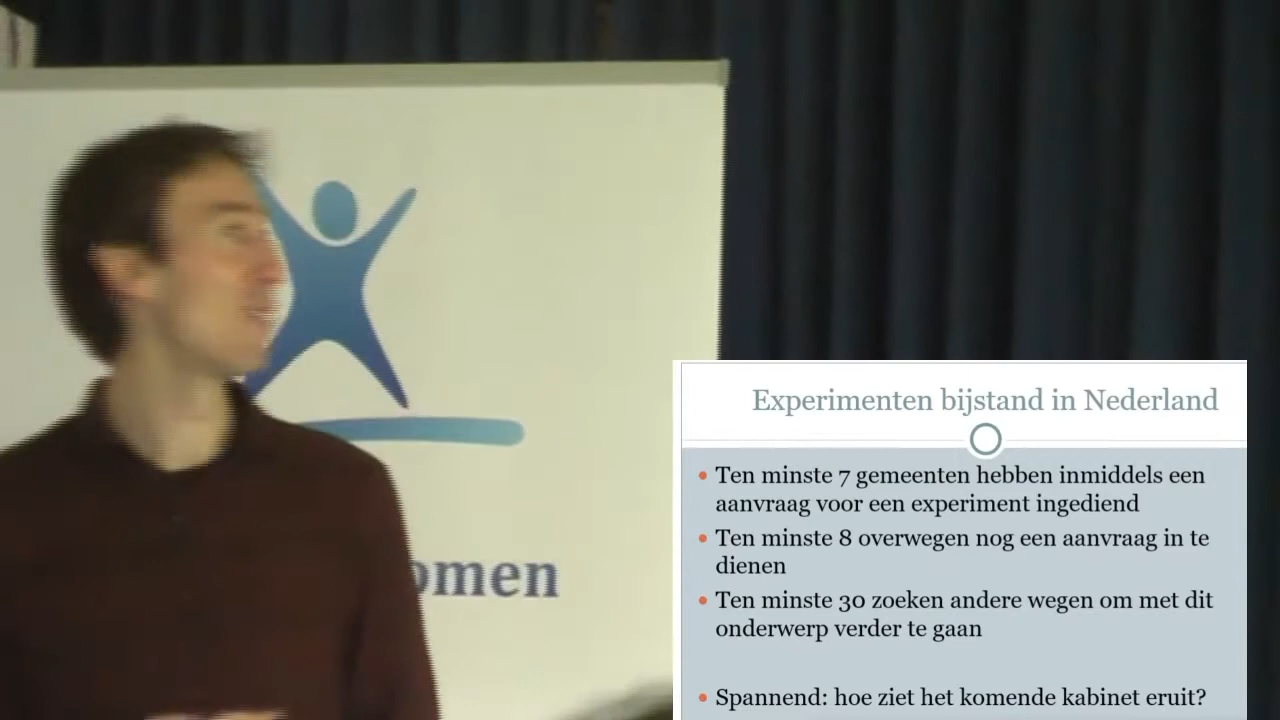 omen
Experimenten bijstand in Nederland
• Ten minste 7 gemeenten hebben inmiddels een
aanvraag voor een experiment ingediend
• Ten minste 8 overwegen nog een aanvraag in te
dienen
• Ten minste 30 zoeken andere wegen om met dit
onderwerp verder te gaan
• Spannend: hoe ziet het komende kabinet eruit?